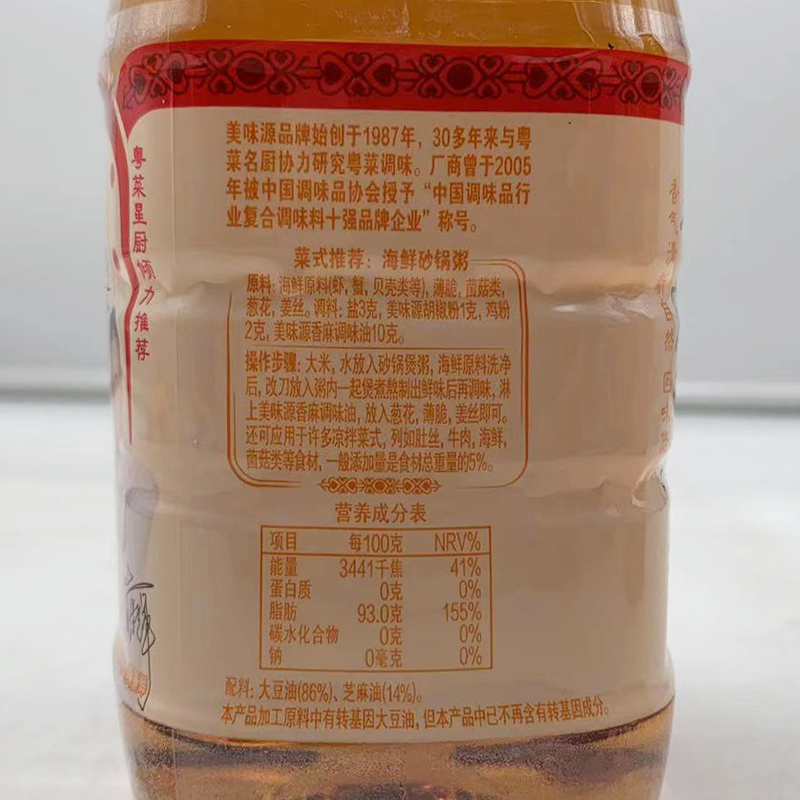 美味源品牌始创于1987年，30多年来与粤
菜名厨协力研究粤菜调味。厂商曾于2005
年被中国调味品协会授予“中国调味品行
业复合调味料十强品牌企业”称号。
粤菜星厨倾力推荐
菜式推荐：海鲜砂锅粥
原料：海鲜原料(虾，蟹，贝壳类等)，薄脆，菌菇类，
葱花，姜丝。调料：盐3克，美味源胡椒粉1克，鸡粉
2克，美味源香麻调味油10克。
操作步骤：大米，水放入砂锅煲粥，海鲜原料洗净
后，改刀放入粥内一起煲煮熬制出鲜味后再调味，淋
上美味源香麻调味油，放入葱花，薄脆，姜丝即可。
还可应用于许多凉拌菜式，列如肚丝，牛肉，海鲜，
菌菇类等食材，一般添加量是食材总重量的5%。
营养成分表
项目 每100克 NRV%
能量 3441千焦 41%
蛋白质 0克 0%
脂肪 93.0克 155%
碳水化合物 0克 0%
钠 0毫克 0%
配料：大豆油(86%)、芝麻油(14%)。
本产品加工原料中有转基因大豆油，但本产品中已不再含有转基因成分。
香气
自然 回味